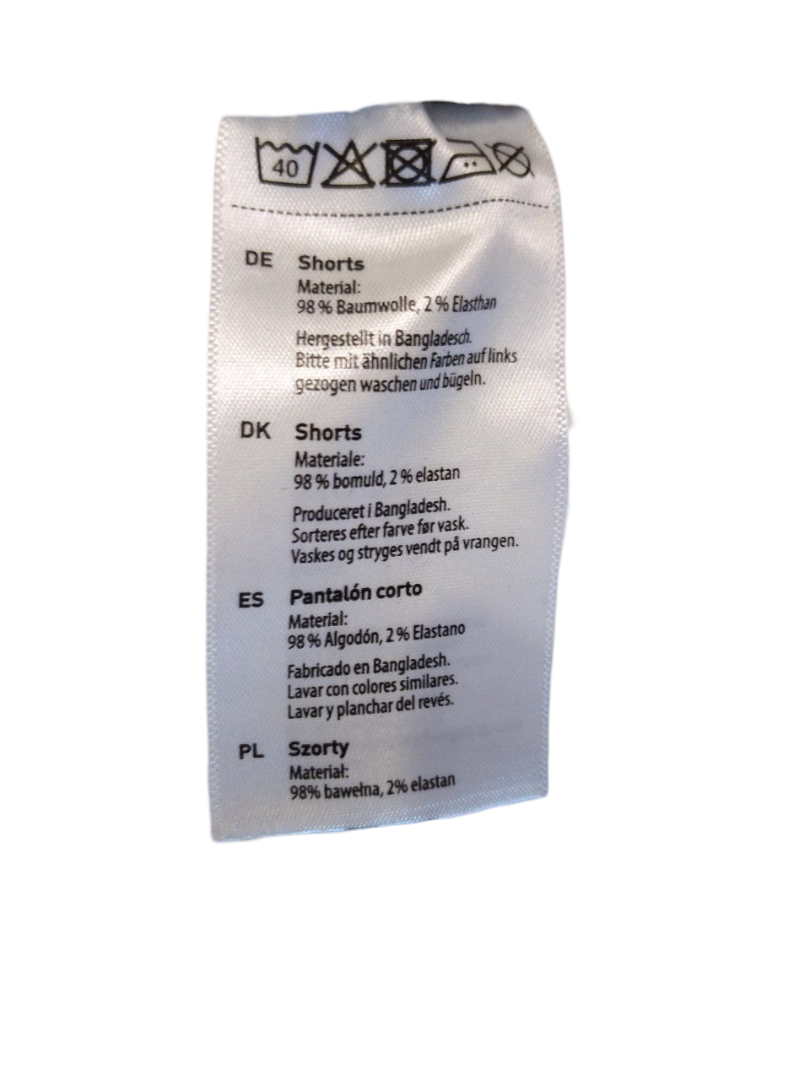 40
DE Shorts
Material:
98 % Baumwolle, 2 % Elasthan
Hergestellt in Bangladesch.
Bitte mit ähnlichen Farben auf links
gezogen waschen und bügeln.
DK Shorts
Materiale:
98 % bomuld, 2 % elastan
Produceret i Bangladesh.
Sorteres efter farve før vask.
Vaskes og stryges vendt på vrangen.
ES Pantalón corto
Material:
98 % Algodón, 2 % Elastano
Fabricado en Bangladesh.
Lavar con colores similares.
Lavar y planchar del revés.
PL Szorty
Materiał:
98% bawełna, 2% elastan